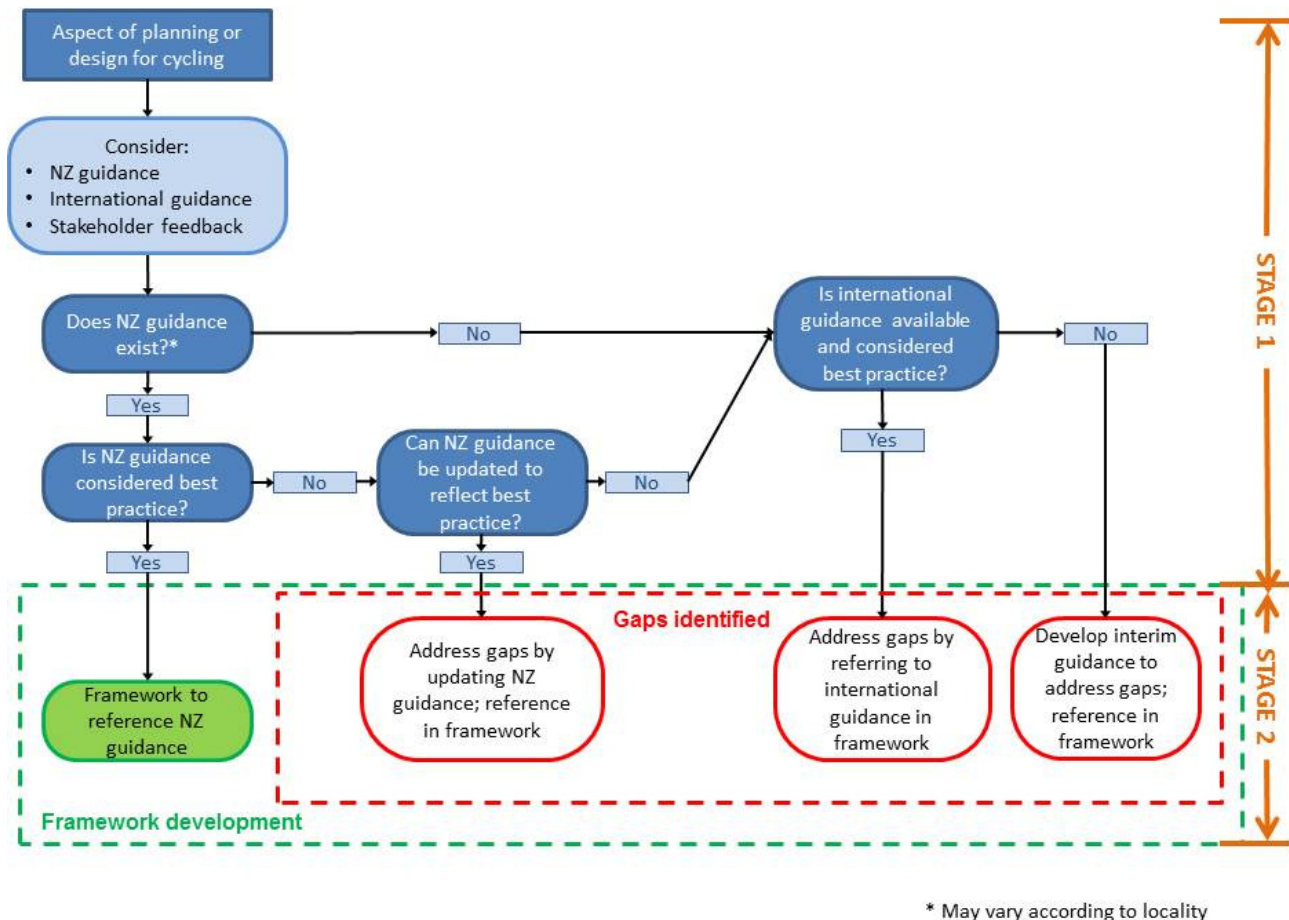 Aspect of planning or
design for cycling
Consider:
• NZ guidance
• International guidance
• Stakeholder feedback
Does NZ guidance
exist?*
No
Is international
guidance available
and considered
best practice?
No
Yes
Yes
Is NZ guidance
considered best
practice?
No
Can NZ guidance
be updated to
reflect best
practice?
No
Yes
Yes
STAGE 1
Gaps identified
Framework to
reference NZ
guidance
Address gaps by
updating NZ
guidance; reference
in framework
Address gaps by
referring to
international
guidance in
framework
Develop interim
guidance to
address gaps;
reference in
framework
Framework development
STAGE 2
* May vary according to locality